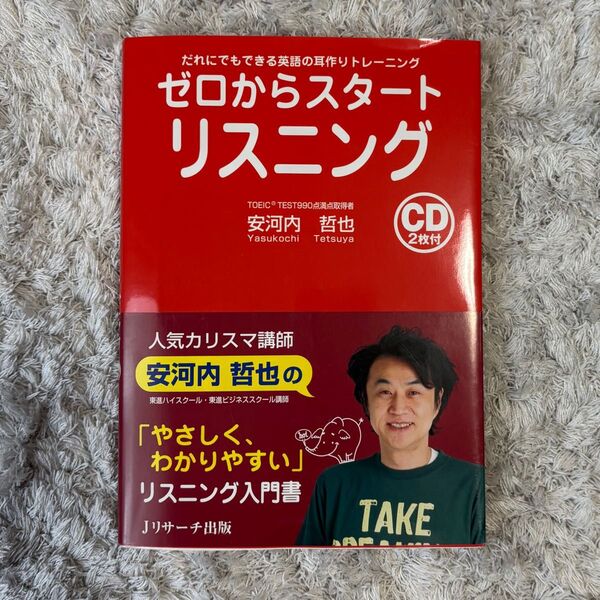 だれにでもできる英語の耳作りトレーニング
ゼロからスタート
リスニング
TOEIC® TEST990点満点取得者
安河内 哲也
Yasukochi Tetsuya
CD
2枚付
人気カリスマ講師
安河内 哲也の
東進ハイスクール・東進ビジネススクール講師
「やさしく、
わかりやすい」
リスニング入門書
Jリサーチ出版
TAKE